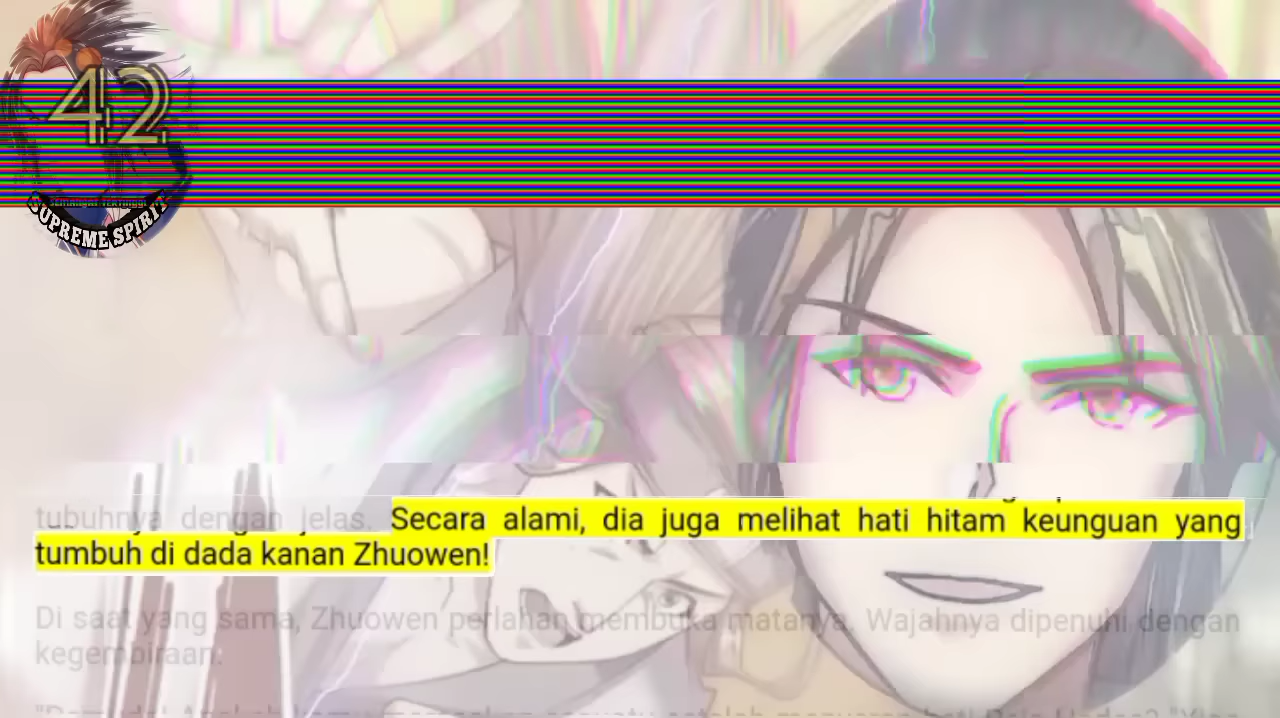 42
SUPREME SPIRIT
tubuhnya dengan jelas. Secara alami, dia juga melihat hati hitam keunguan yang
tumbuh di dada kanan Zhuowen!
Di saat yang sama, Zhuowen perlahan membuka matanya. Wajahnya dipenuhi dengan
kegembiraan: